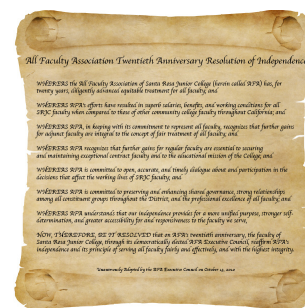 All Faculty Association Twentieth Anniversary Resolution of Independence
WHEREAS the All Faculty Association of Santa Rosa Junior College (herein called AFA) has, for
twenty years, diligently advanced equitable treatment for all faculty; and
WHEREAS AFA's efforts have resulted in superb salaries, benefits, and working conditions for all
SRJC faculty when compared to those of other community college faculty throughout California; and
WHEREAS AFA, in keeping with its commitment to represent all faculty, recognizes that further gains
for adjunct faculty are integral to the concept of fair treatment of all faculty, and
WHEREAS AFA recognizes that further gains for regular faculty are essential to securing
and maintaining exceptional contract faculty and to the educational mission of the College; and
WHEREAS AFA is committed to open, accurate, and timely dialogue about and participation in the
decisions that affect the working lives of SRJC faculty, and
WHEREAS AFA is committed to preserving and enhancing shared governance, strong relationships
among all constituent groups throughout the District, and the professional excellence of all faculty, and
WHEREAS AFA understands that our independence provides for a more unified purpose, stronger self-
determination, and greater accessibility for and responsiveness to the faculty we serve,
NOW, THEREFORE, BE IT RESOLVED that on AFA's twentieth anniversary, the faculty of
Santa Rosa Junior College, through its democratically elected AFA Executive Council, reaffirm AFA's
independence and its principle of serving all faculty fairly and effectively, and with the highest integrity.
Unanimously Adopted by the AFA Executive Council on October 14, 2010